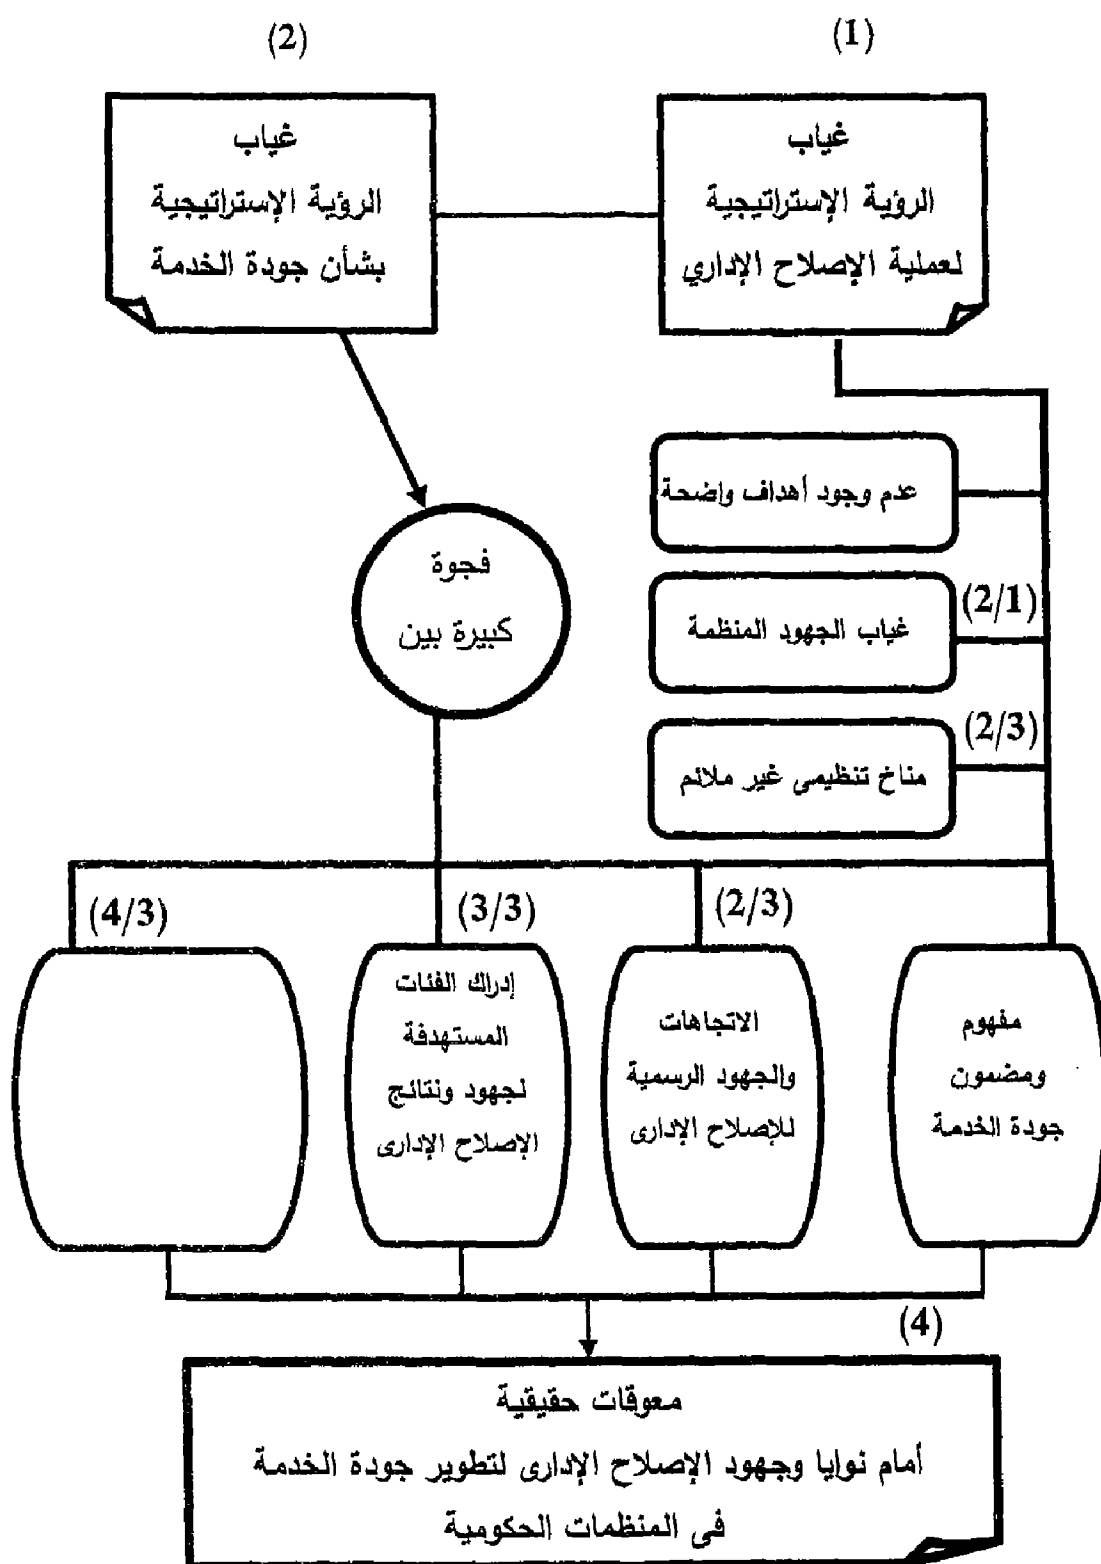 (1)
غياب
الرؤية الإستراتيجية
لعملية الإصلاح الإداري
(2)
غياب
الرؤية الإستراتيجية
بشأن جودة الخدمة
عدم وجود أهداف واضحة
(2/1)
غياب الجهود المنظمة
(2/3)
مناخ تنظيمى غير ملائم
فجوة
كبيرة بين
مفهوم
ومضمون
جودة الخدمة
(2/3)
الاتجاهات
والجهود الرسمية
للإصلاح الإدارى
(3/3)
إدراك الفئات
المستهدفة
لجهود ونتائج
الإصلاح الإدارى
(4/3)
(4)
معوقات حقيقية
أمام نوايا وجهود الإصلاح الإدارى لتطوير جودة الخدمة
فى المنظمات الحكومية